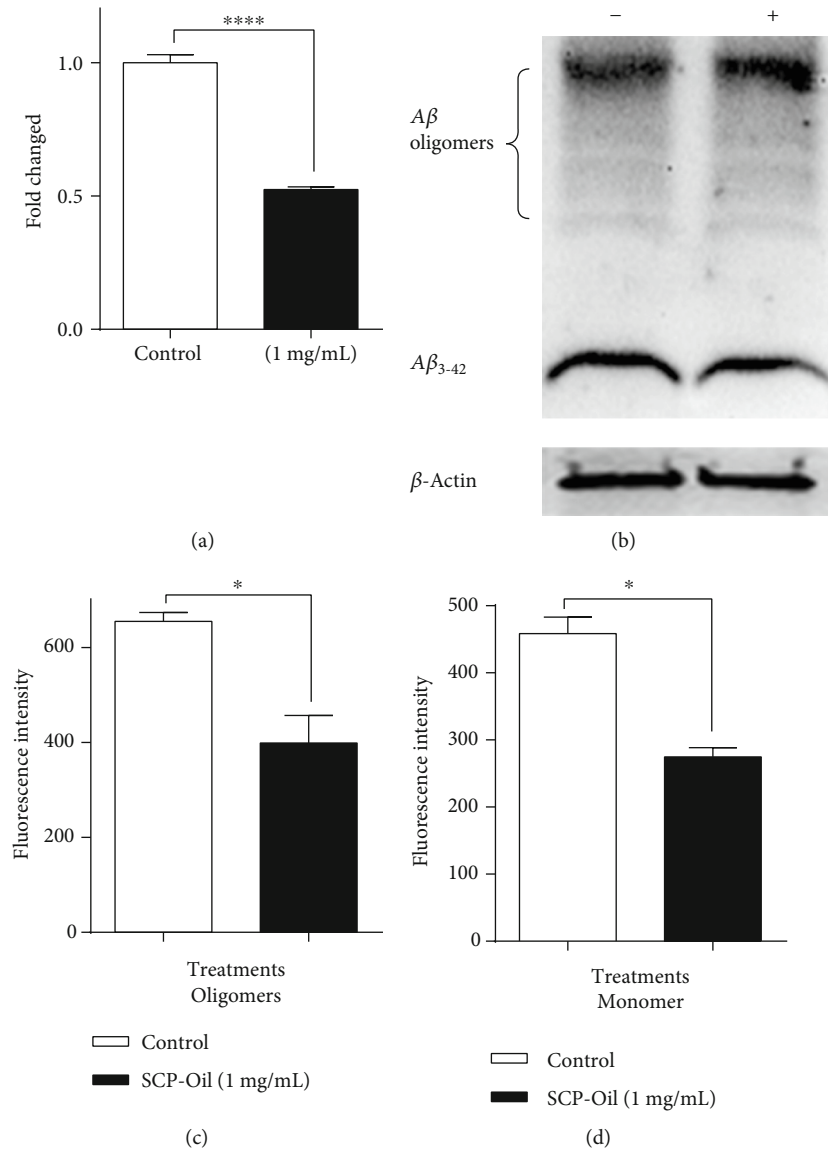 ****
1.0
0.5
0.0
Fold changed
Control
(1 mg/mL)
(a)
− +
Aβ
oligomers
Aβ₃₋₄₂
β-Actin
(b)
*
600
400
200
0
Fluorescence intensity
Treatments
Oligomers
Control
SCP-Oil (1 mg/mL)
(c)
*
500
400
300
200
100
0
Fluorescence intensity
Treatments
Monomer
Control
SCP-Oil (1 mg/mL)
(d)